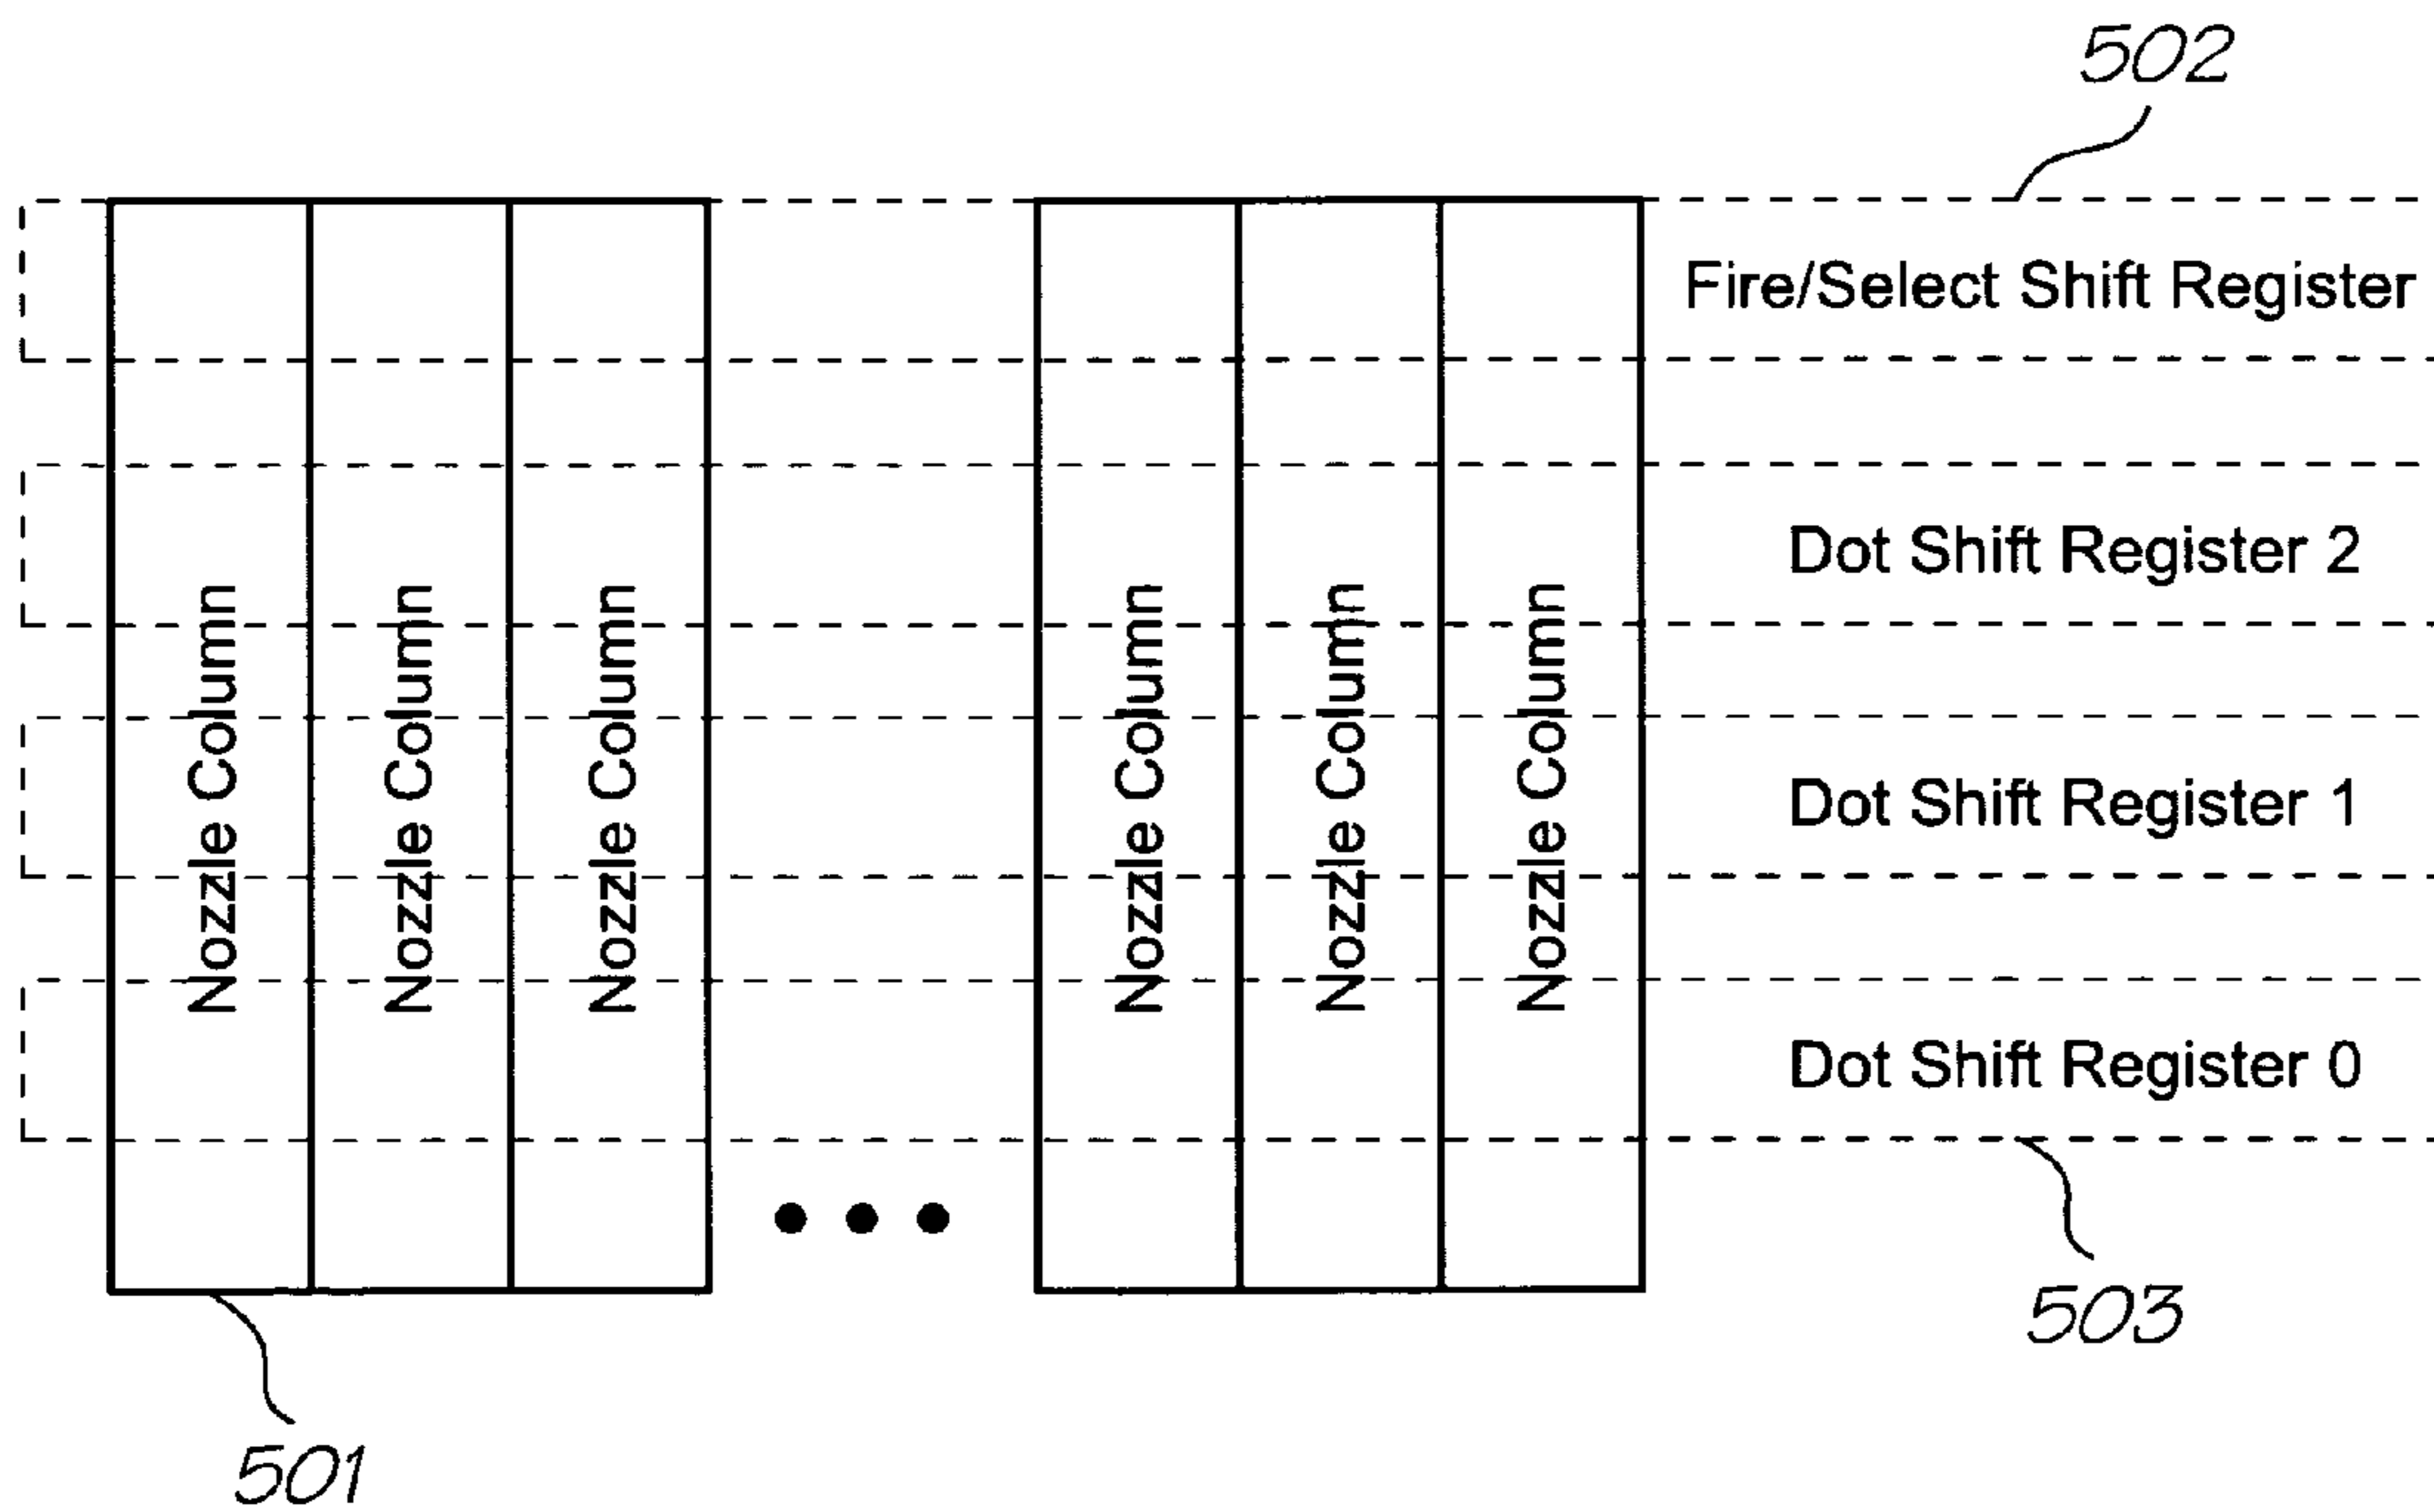 502
Fire/Select Shift Register
Dot Shift Register 2
Nozzle Column
Nozzle Column
Nozzle Column
Nozzle Column
Nozzle Column
Nozzle Column
Dot Shift Register 1
Dot Shift Register 0
503
501